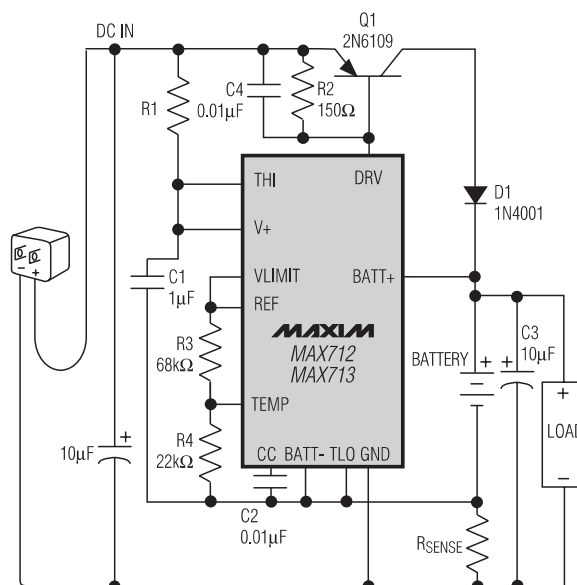 Q1
2N6109
DC IN
R1
C4
0.01μF
R2
150Ω
THI
DRV
D1
1N4001
V+
C1
1μF
VLIMIT
BATT+
REF
MAXIM
MAX712
MAX713
R3
68kΩ
BATTERY
C3
10μF
TEMP
LOAD
R4
22kΩ
10μF
CC BATT- TLO GND
C2
0.01μF
RSENSE